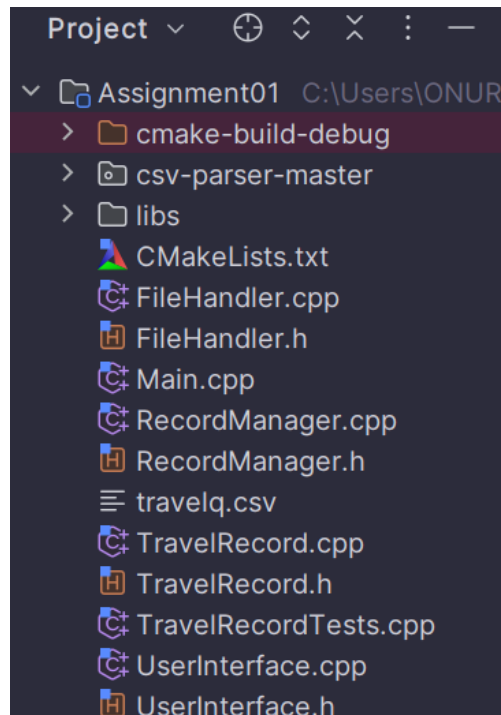 Project
Assignment01 C:\Users\ONUR
cmake-build-debug
csv-parser-master
libs
CMakeLists.txt
FileHandler.cpp
FileHandler.h
Main.cpp
RecordManager.cpp
RecordManager.h
travelq.csv
TravelRecord.cpp
TravelRecord.h
TravelRecordTests.cpp
UserInterface.cpp
UserInterface.h